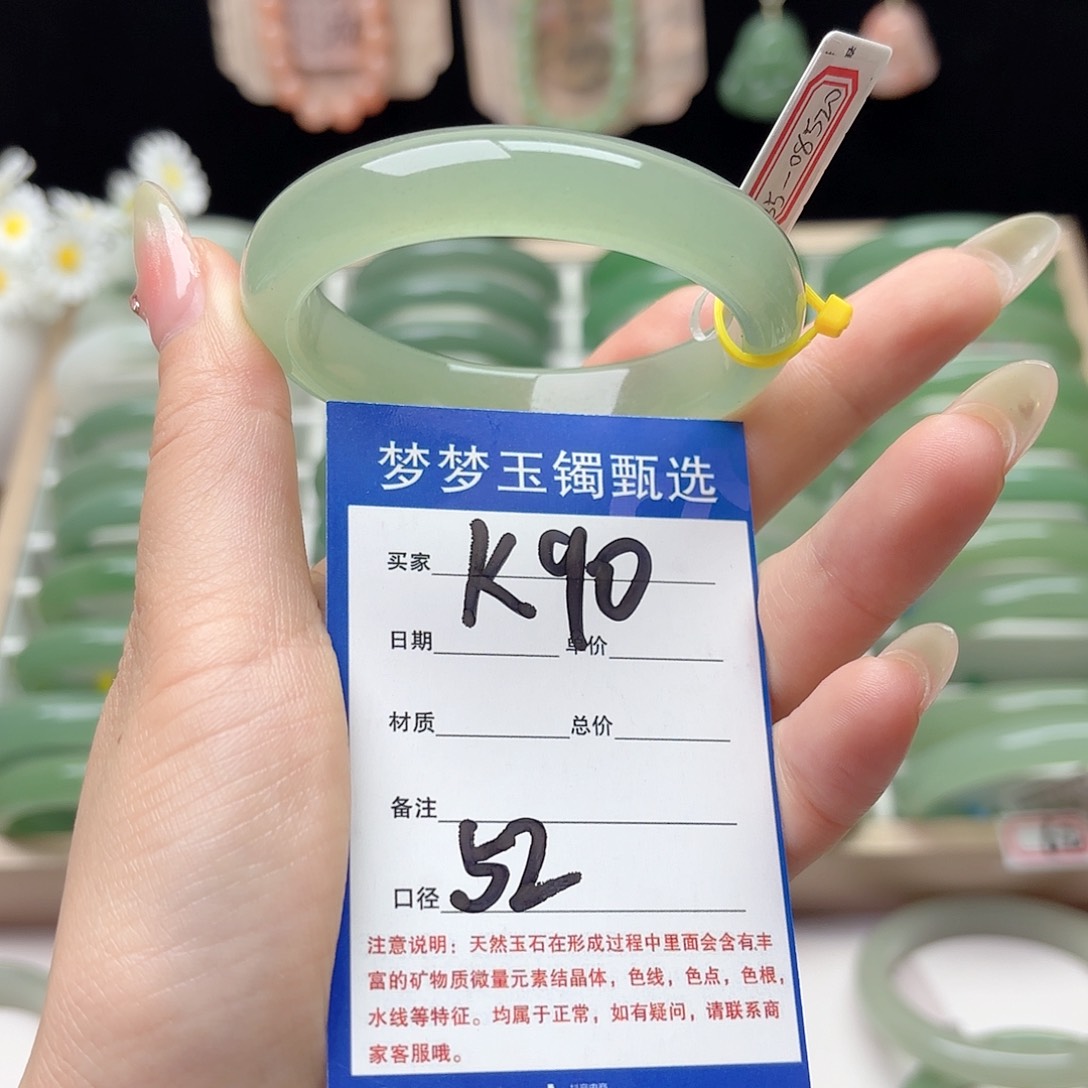 梦梦玉镯甄选
买家 K90
日期 单价
材质 总价
备注
口径 52
注意说明：天然玉石在形成过程中里面会含有丰
富的矿物质微量元素结晶体，色线，色点，色根，
水线等特征。均属于正常，如有疑问，请联系商
家客服哦。